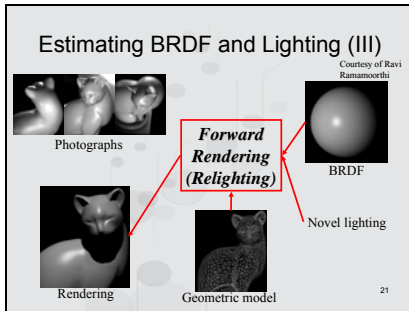 Estimating BRDF and Lighting (III)
Courtesy of Ravi
Ramamoorthi
Photographs
Forward
Rendering
(Relighting)
BRDF
Novel lighting
Rendering
Geometric model
21